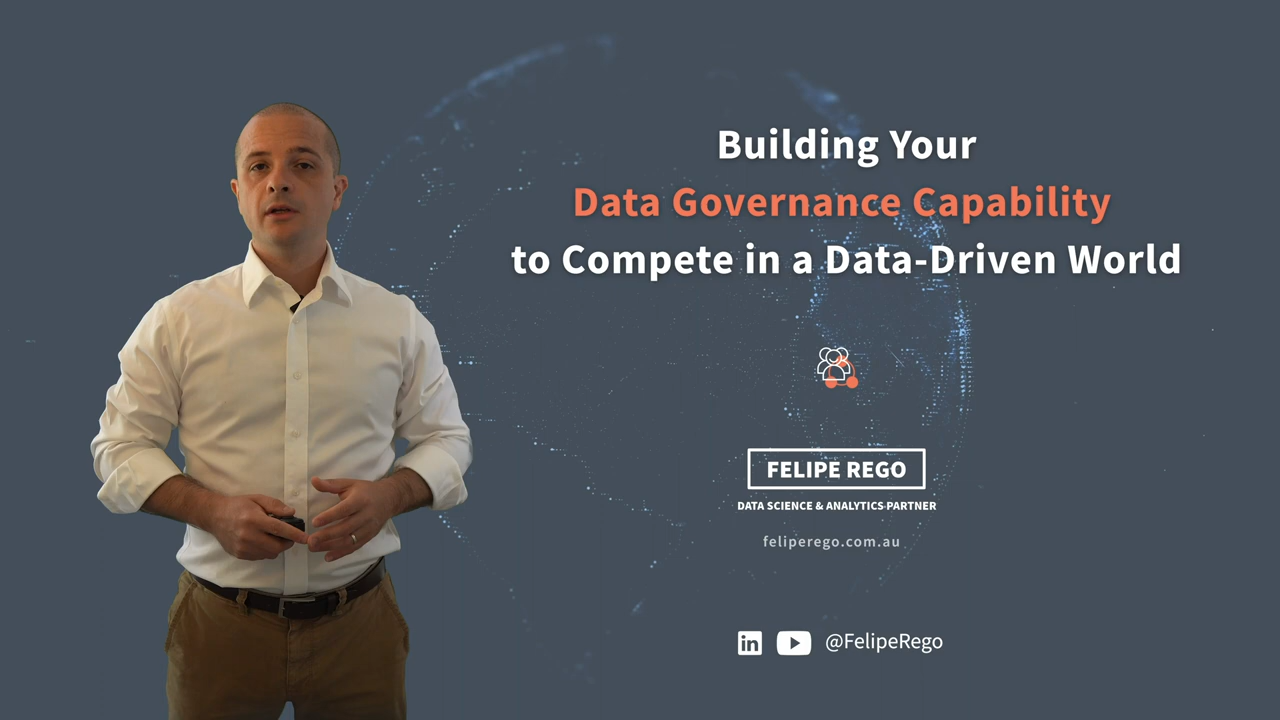 Building Your
Data Governance Capability
to Compete in a Data-Driven World
FELIPE REGO
DATA SCIENCE & ANALYTICS PARTNER
feliperego.com.au
in
@FelipeRego